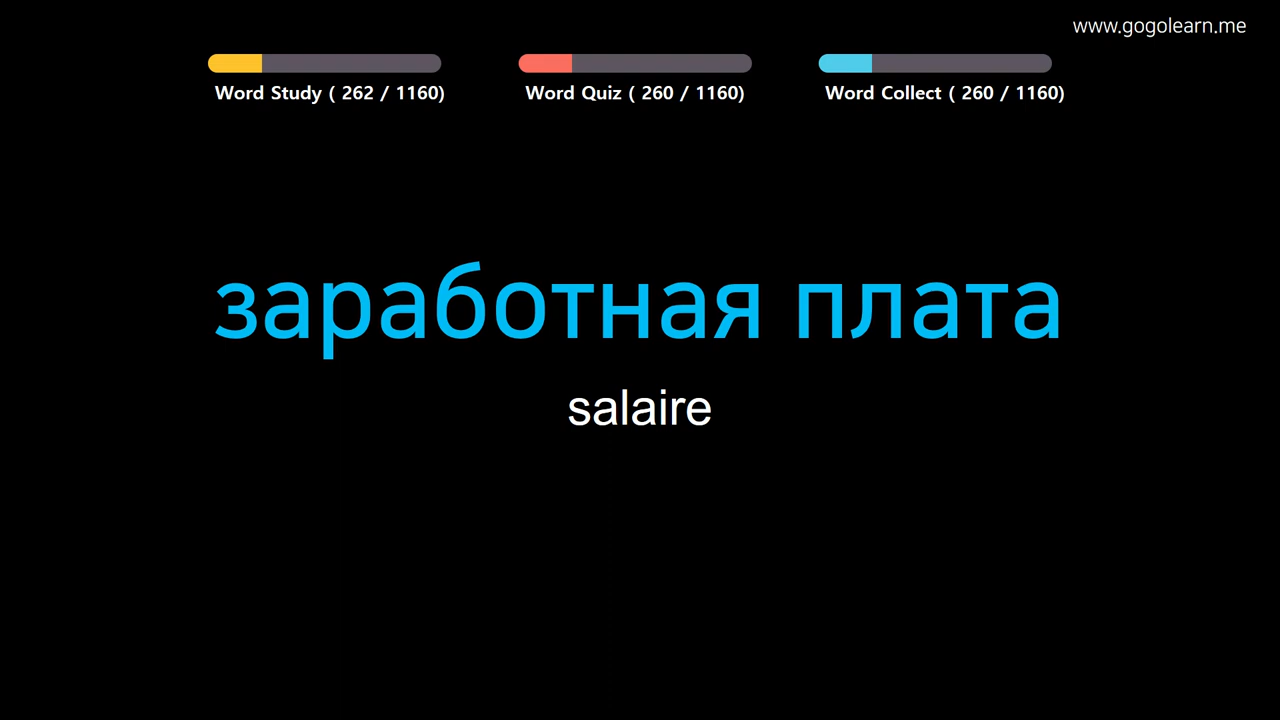 www.gogolearn.me
Word Study ( 262 / 1160)
Word Quiz ( 260 / 1160)
Word Collect ( 260 / 1160)
заработная плата
salaire